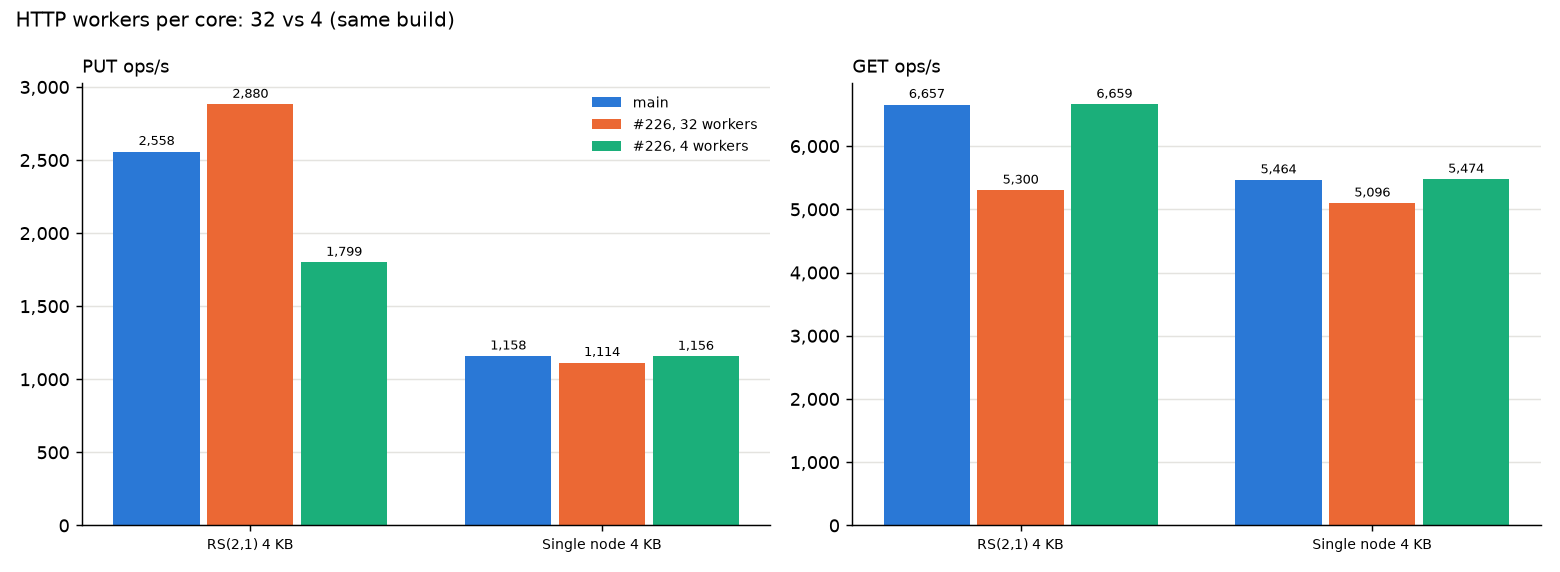 HTTP workers per core: 32 vs 4 (same build)
PUT ops/s
3,000
2,500
2,000
1,500
1,000
500
0
2,558
2,880
1,799
1,158
1,114
1,156
main
#226, 32 workers
#226, 4 workers
RS(2,1) 4 KB
Single node 4 KB
GET ops/s
6,000
5,000
4,000
3,000
2,000
1,000
0
6,657
5,300
6,659
5,464
5,096
5,474
RS(2,1) 4 KB
Single node 4 KB